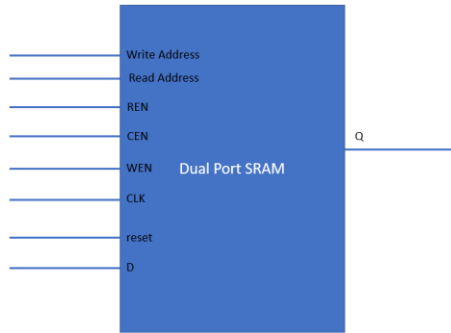 Write Address
Read Address
REN
CEN
Q
WEN
Dual Port SRAM
CLK
reset
D